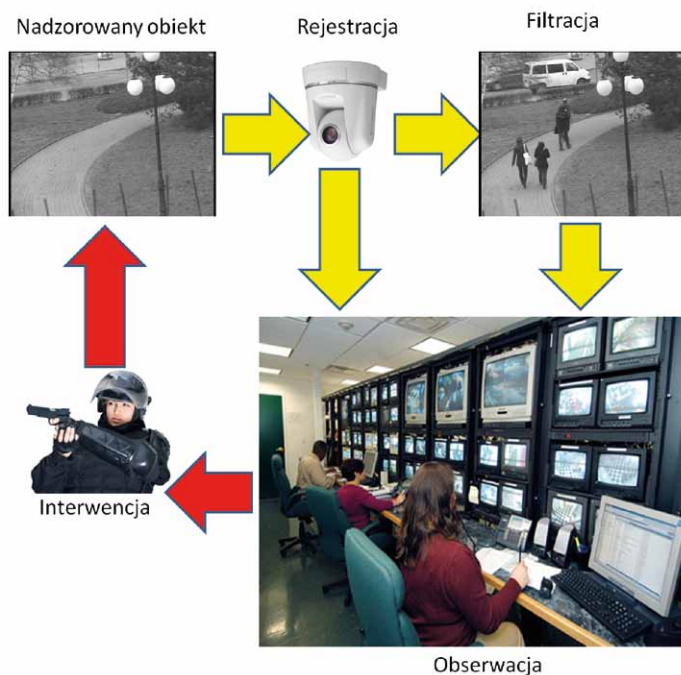 Nadzorowany obiekt
Rejestracja
Filtracja
Interwencja
Obserwacja